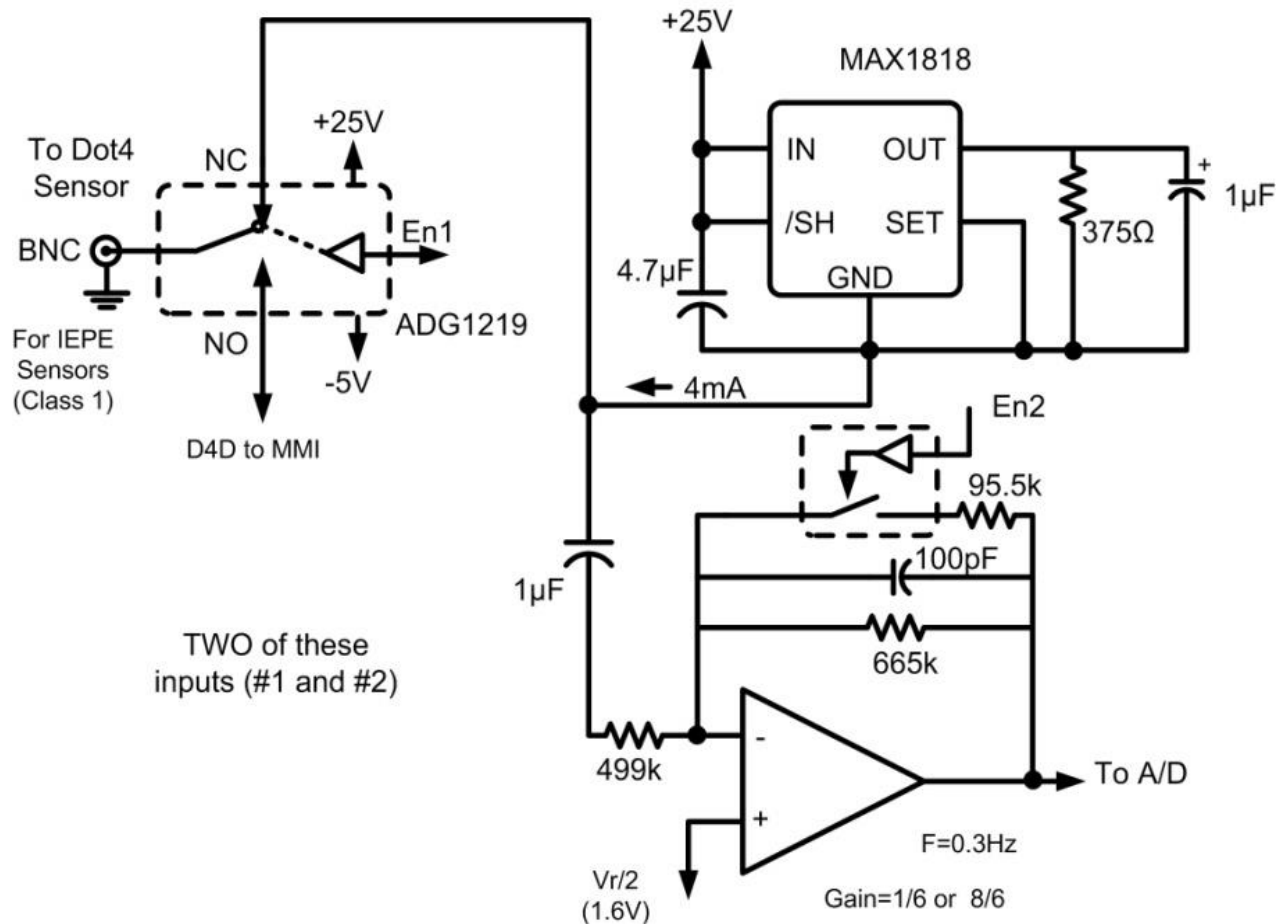 +25V
MAX1818
To Dot4
Sensor
NC
+25V
IN
OUT
+
1µF
BNC
En1
/SH
SET
375Ω
4.7µF
GND
For IEPE
Sensors
(Class 1)
NO
ADG1219
-5V
4mA
En2
D4D to MMI
95.5k
100pF
1µF
665k
TWO of these
inputs (#1 and #2)
499k
-
+
To A/D
F=0.3Hz
Vr/2
(1.6V)
Gain=1/6 or 8/6